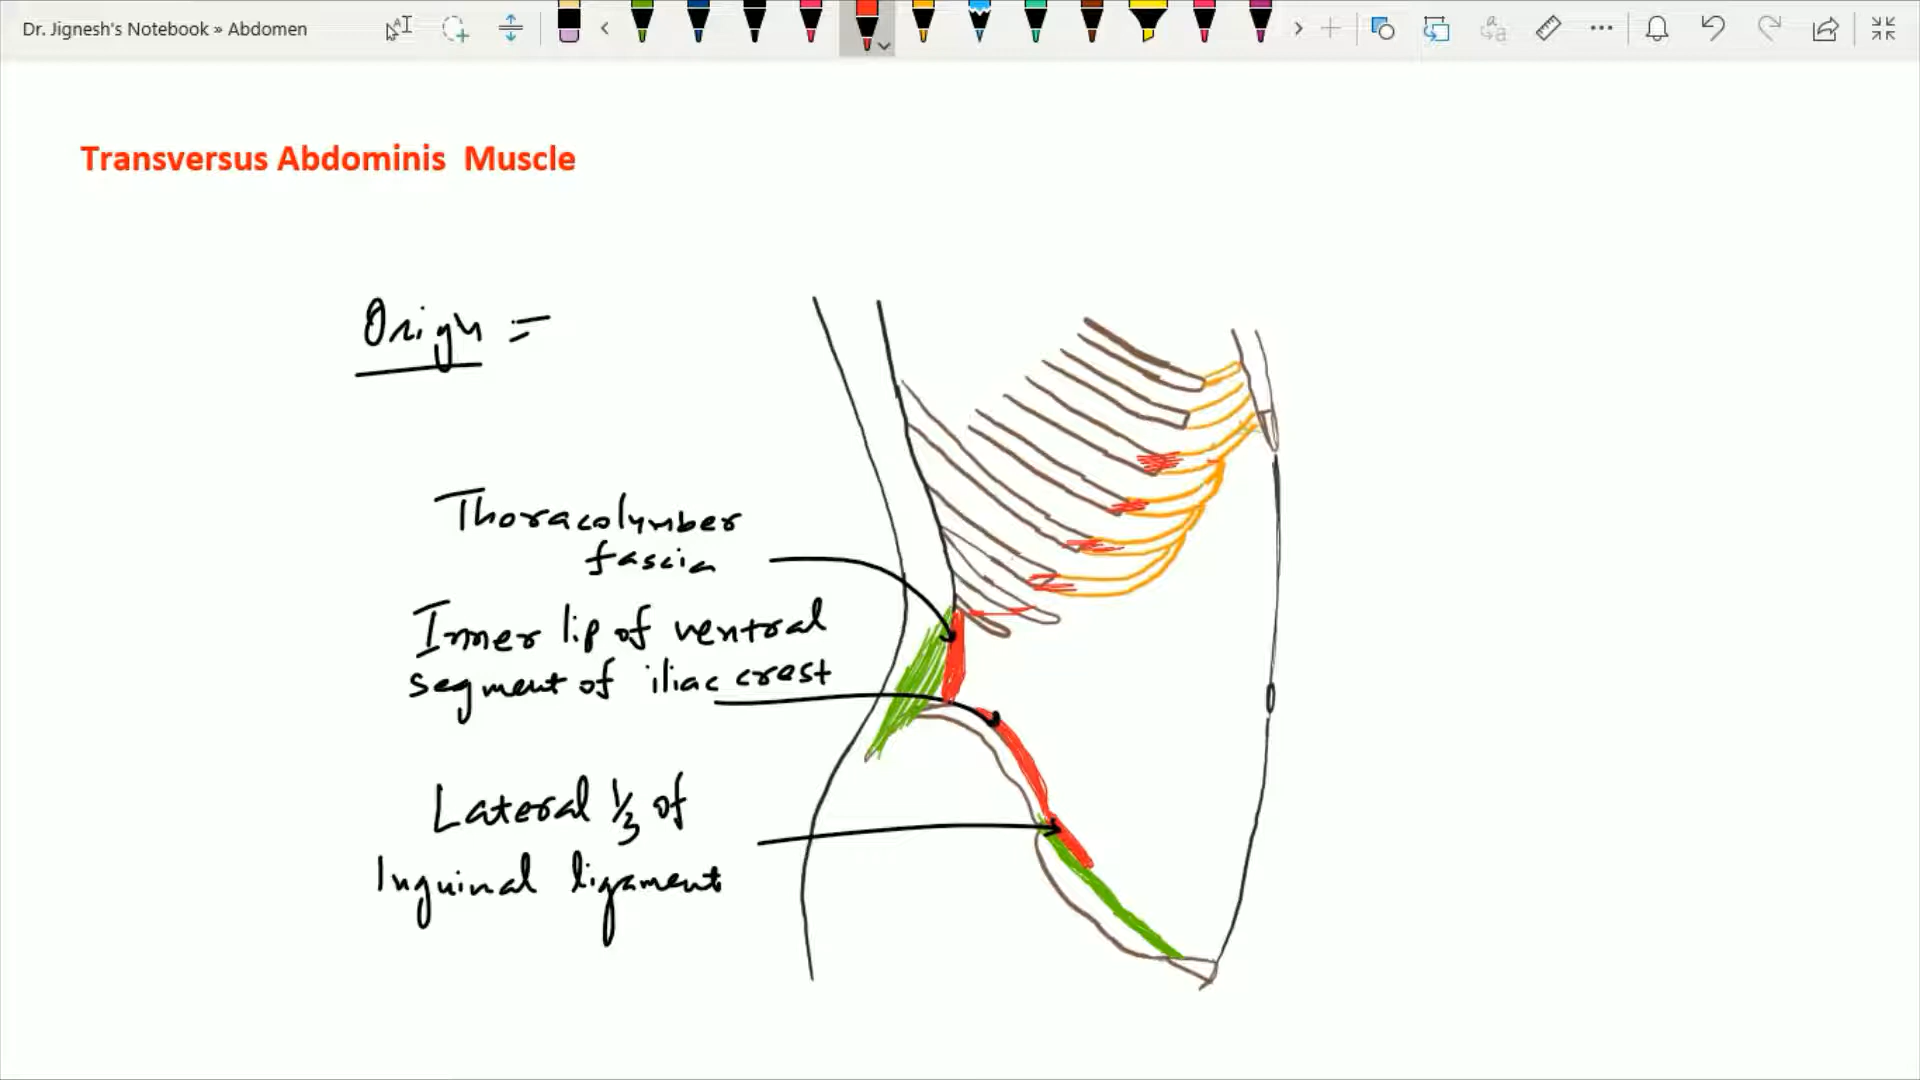 Dr. Jignesh's Notebook » Abdomen
Transversus Abdominis Muscle
Origin =
Thoracolumber
fascia
Inner lip of ventral
segment of iliac crest
Lateral 1/3 of
Inguinal ligament